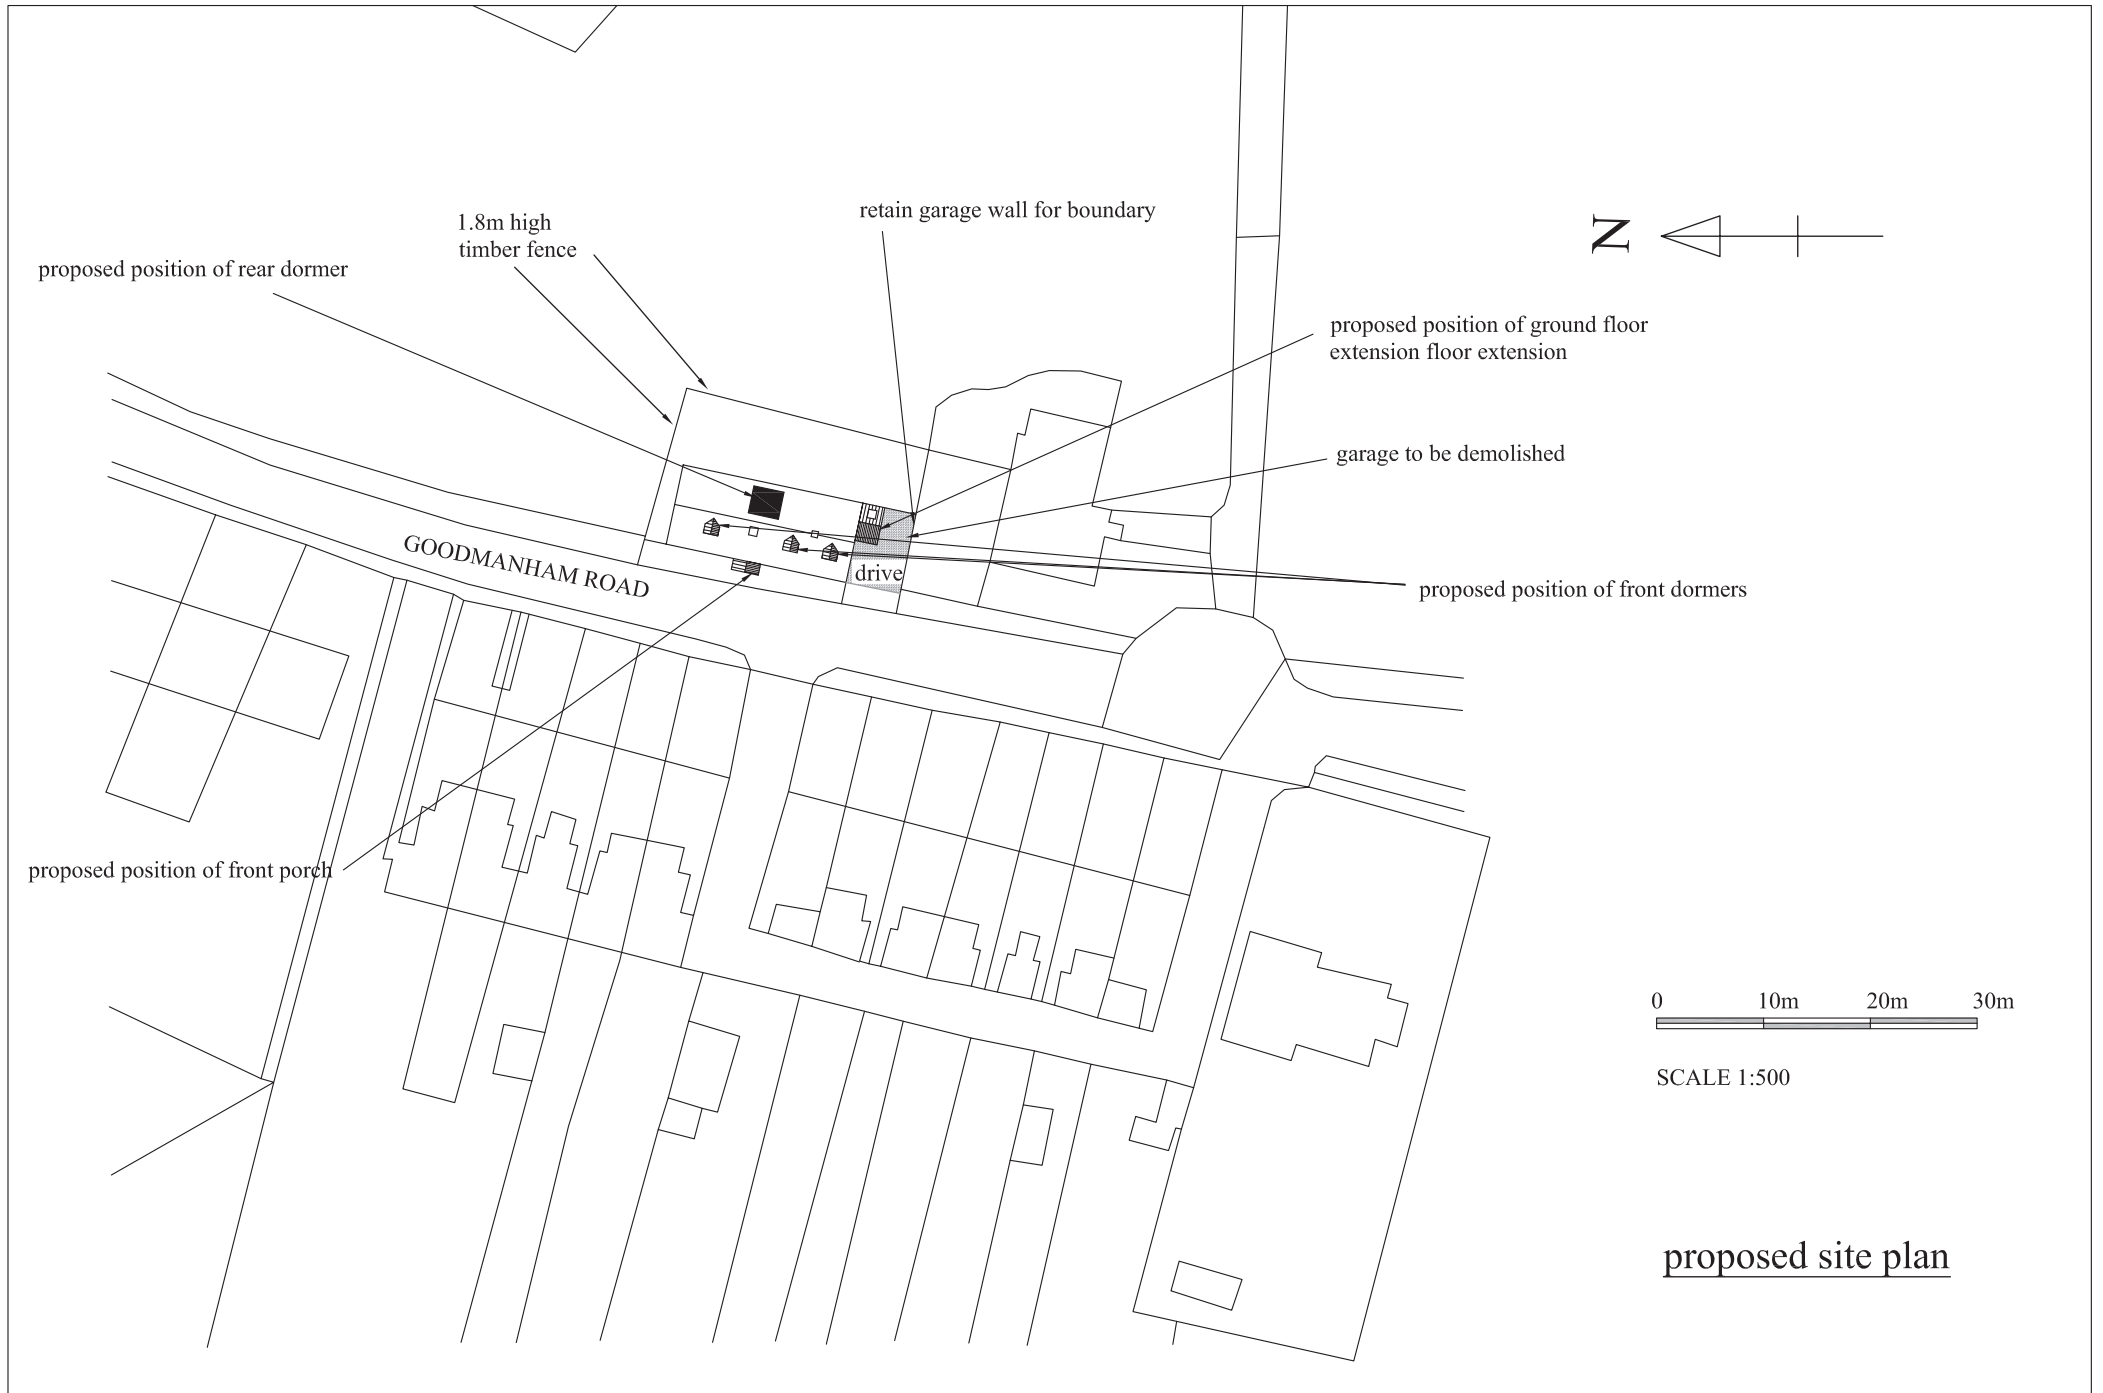 retain garage wall for boundary
1.8m high
timber fence
N
proposed position of rear dormer
proposed position of ground floor
extension floor extension
garage to be demolished
GOODMANHAM ROAD
drive
proposed position of front dormers
proposed position of front porch
0 10m 20m 30m
SCALE 1:500
proposed site plan